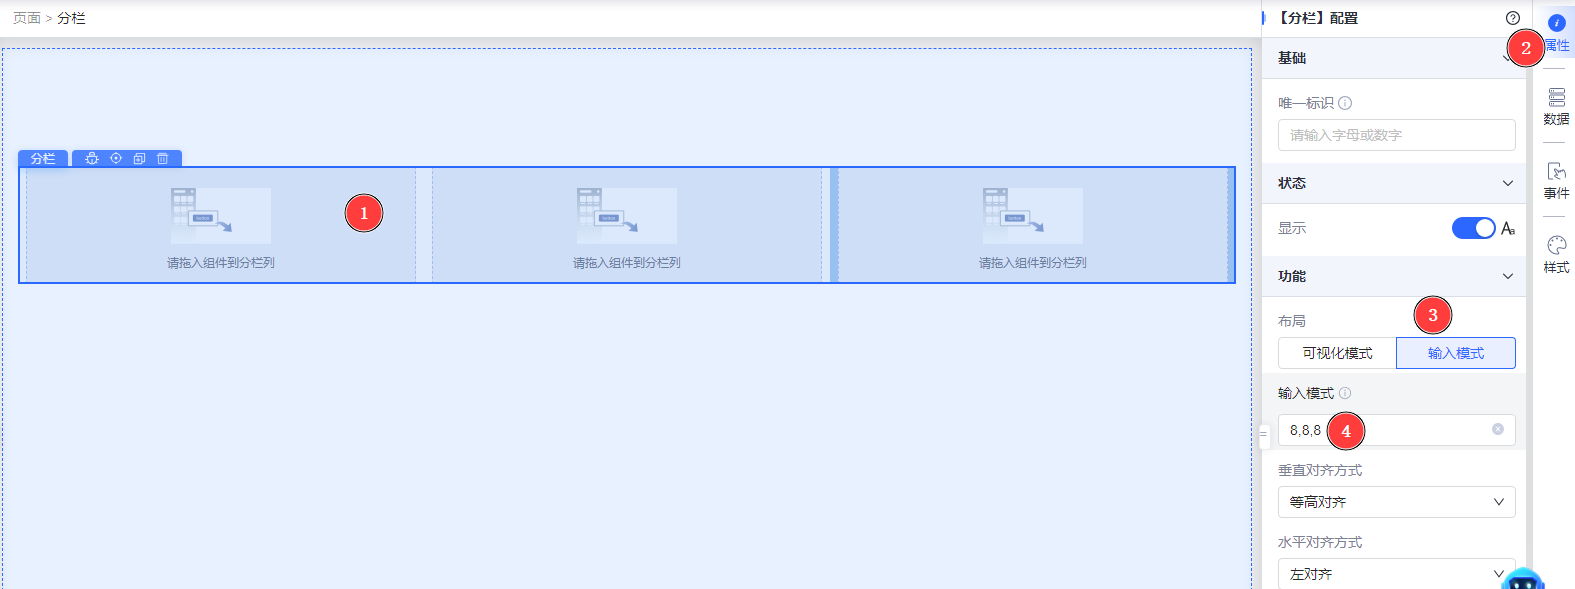 页面 > 分栏
【分栏】配置
属性
2
基础
唯一标识
请输入字母或数字
数据
分栏
状态
事件
1
显示
请拖入组件到分栏列
请拖入组件到分栏列
请拖入组件到分栏列
样式
功能
布局
3
可视化模式
输入模式
输入模式
8,8,8
4
垂直对齐方式
等高对齐
水平对齐方式
左对齐